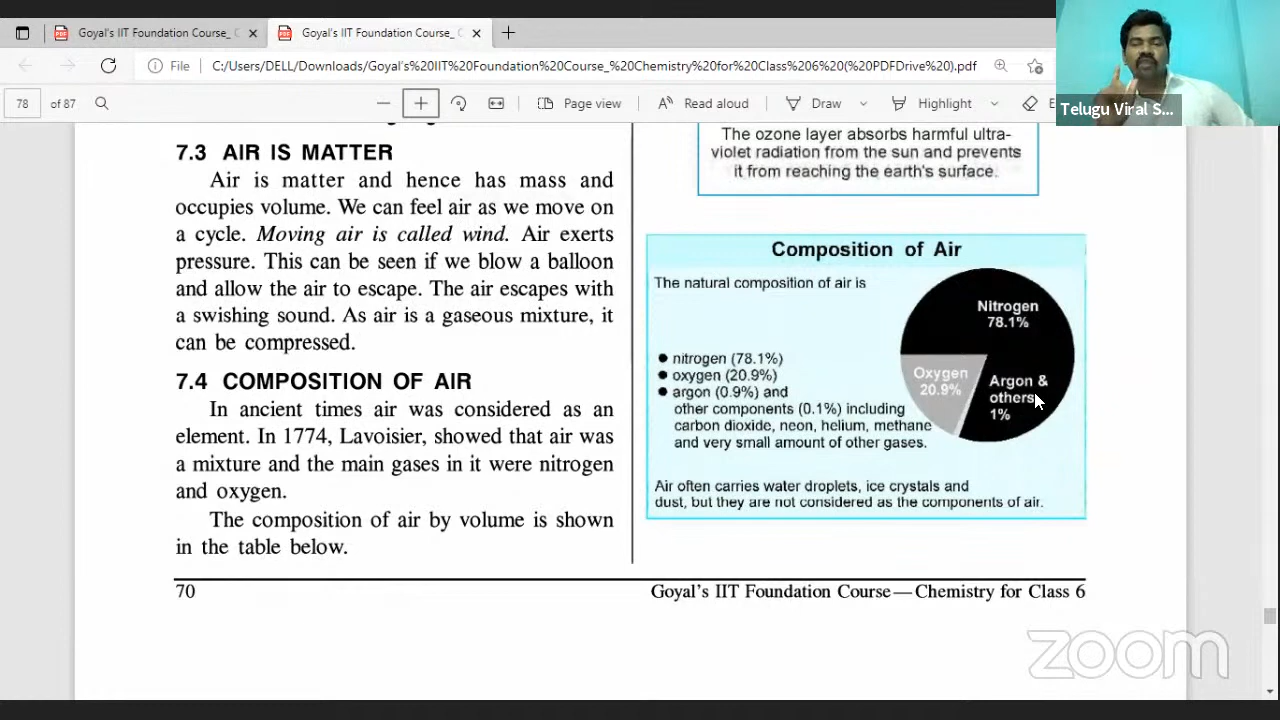 Goyal's IIT Foundation Course_ C
Goyal's IIT Foundation Course_
File
C:/Users/DELL/Downloads/Goyal's%20IIT%20Foundation%20Course_%20Chemistry%20for%20Class%206%20(%20PDFDrive%20).pdf
78 of 87
Page view
Read aloud
Draw
Highlight
Telugu Viral S...
7.3 AIR IS MATTER
Air is matter and hence has mass and
occupies volume. We can feel air as we move on
a cycle. Moving air is called wind. Air exerts
pressure. This can be seen if we blow a balloon
and allow the air to escape. The air escapes with
a swishing sound. As air is a gaseous mixture, it
can be compressed.
7.4 COMPOSITION OF AIR
In ancient times air was considered as an
element. In 1774, Lavoisier, showed that air was
a mixture and the main gases in it were nitrogen
and oxygen.
The composition of air by volume is shown
in the table below.
The ozone layer absorbs harmful ultra-
violet radiation from the sun and prevents
it from reaching the earth's surface.
Composition of Air
The natural composition of air is
● nitrogen (78.1%)
● oxygen (20.9%)
● argon (0.9%) and
other components (0.1%) including
carbon dioxide, neon, helium, methane
and very small amount of other gases.
Nitrogen
78.1%
Oxygen
20.9%
Argon &
others
1%
Air often carries water droplets, ice crystals and
dust, but they are not considered as the components of air.
70
Goyal's IIT Foundation Course—Chemistry for Class 6
zoom